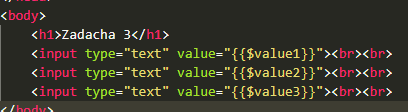 <body>
<h1>Zadacha 3</h1>
<input type="text" value="{{$value1}}"><br><br>
<input type="text" value="{{$value2}}"><br><br>
<input type="text" value="{{$value3}}"><br><br>
</body>